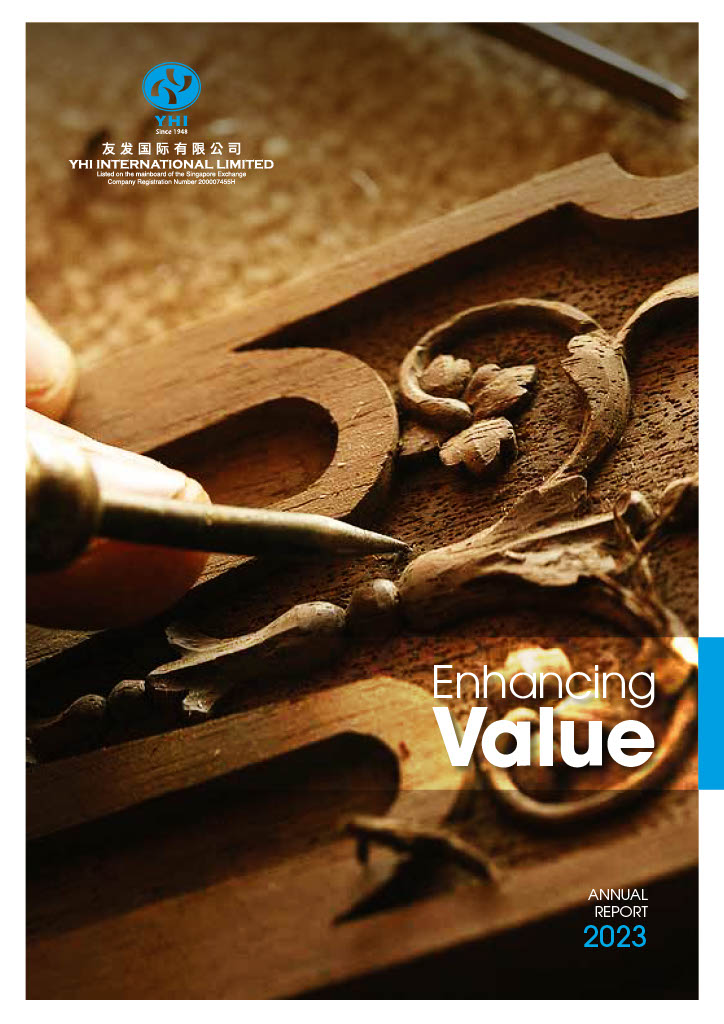 YHI
Since 1948
友发国际有限公司
YHI INTERNATIONAL LIMITED
Listed on the mainboard of the Singapore Exchange
Company Registration Number 200007455H
Enhancing
Value
ANNUAL
REPORT
2023